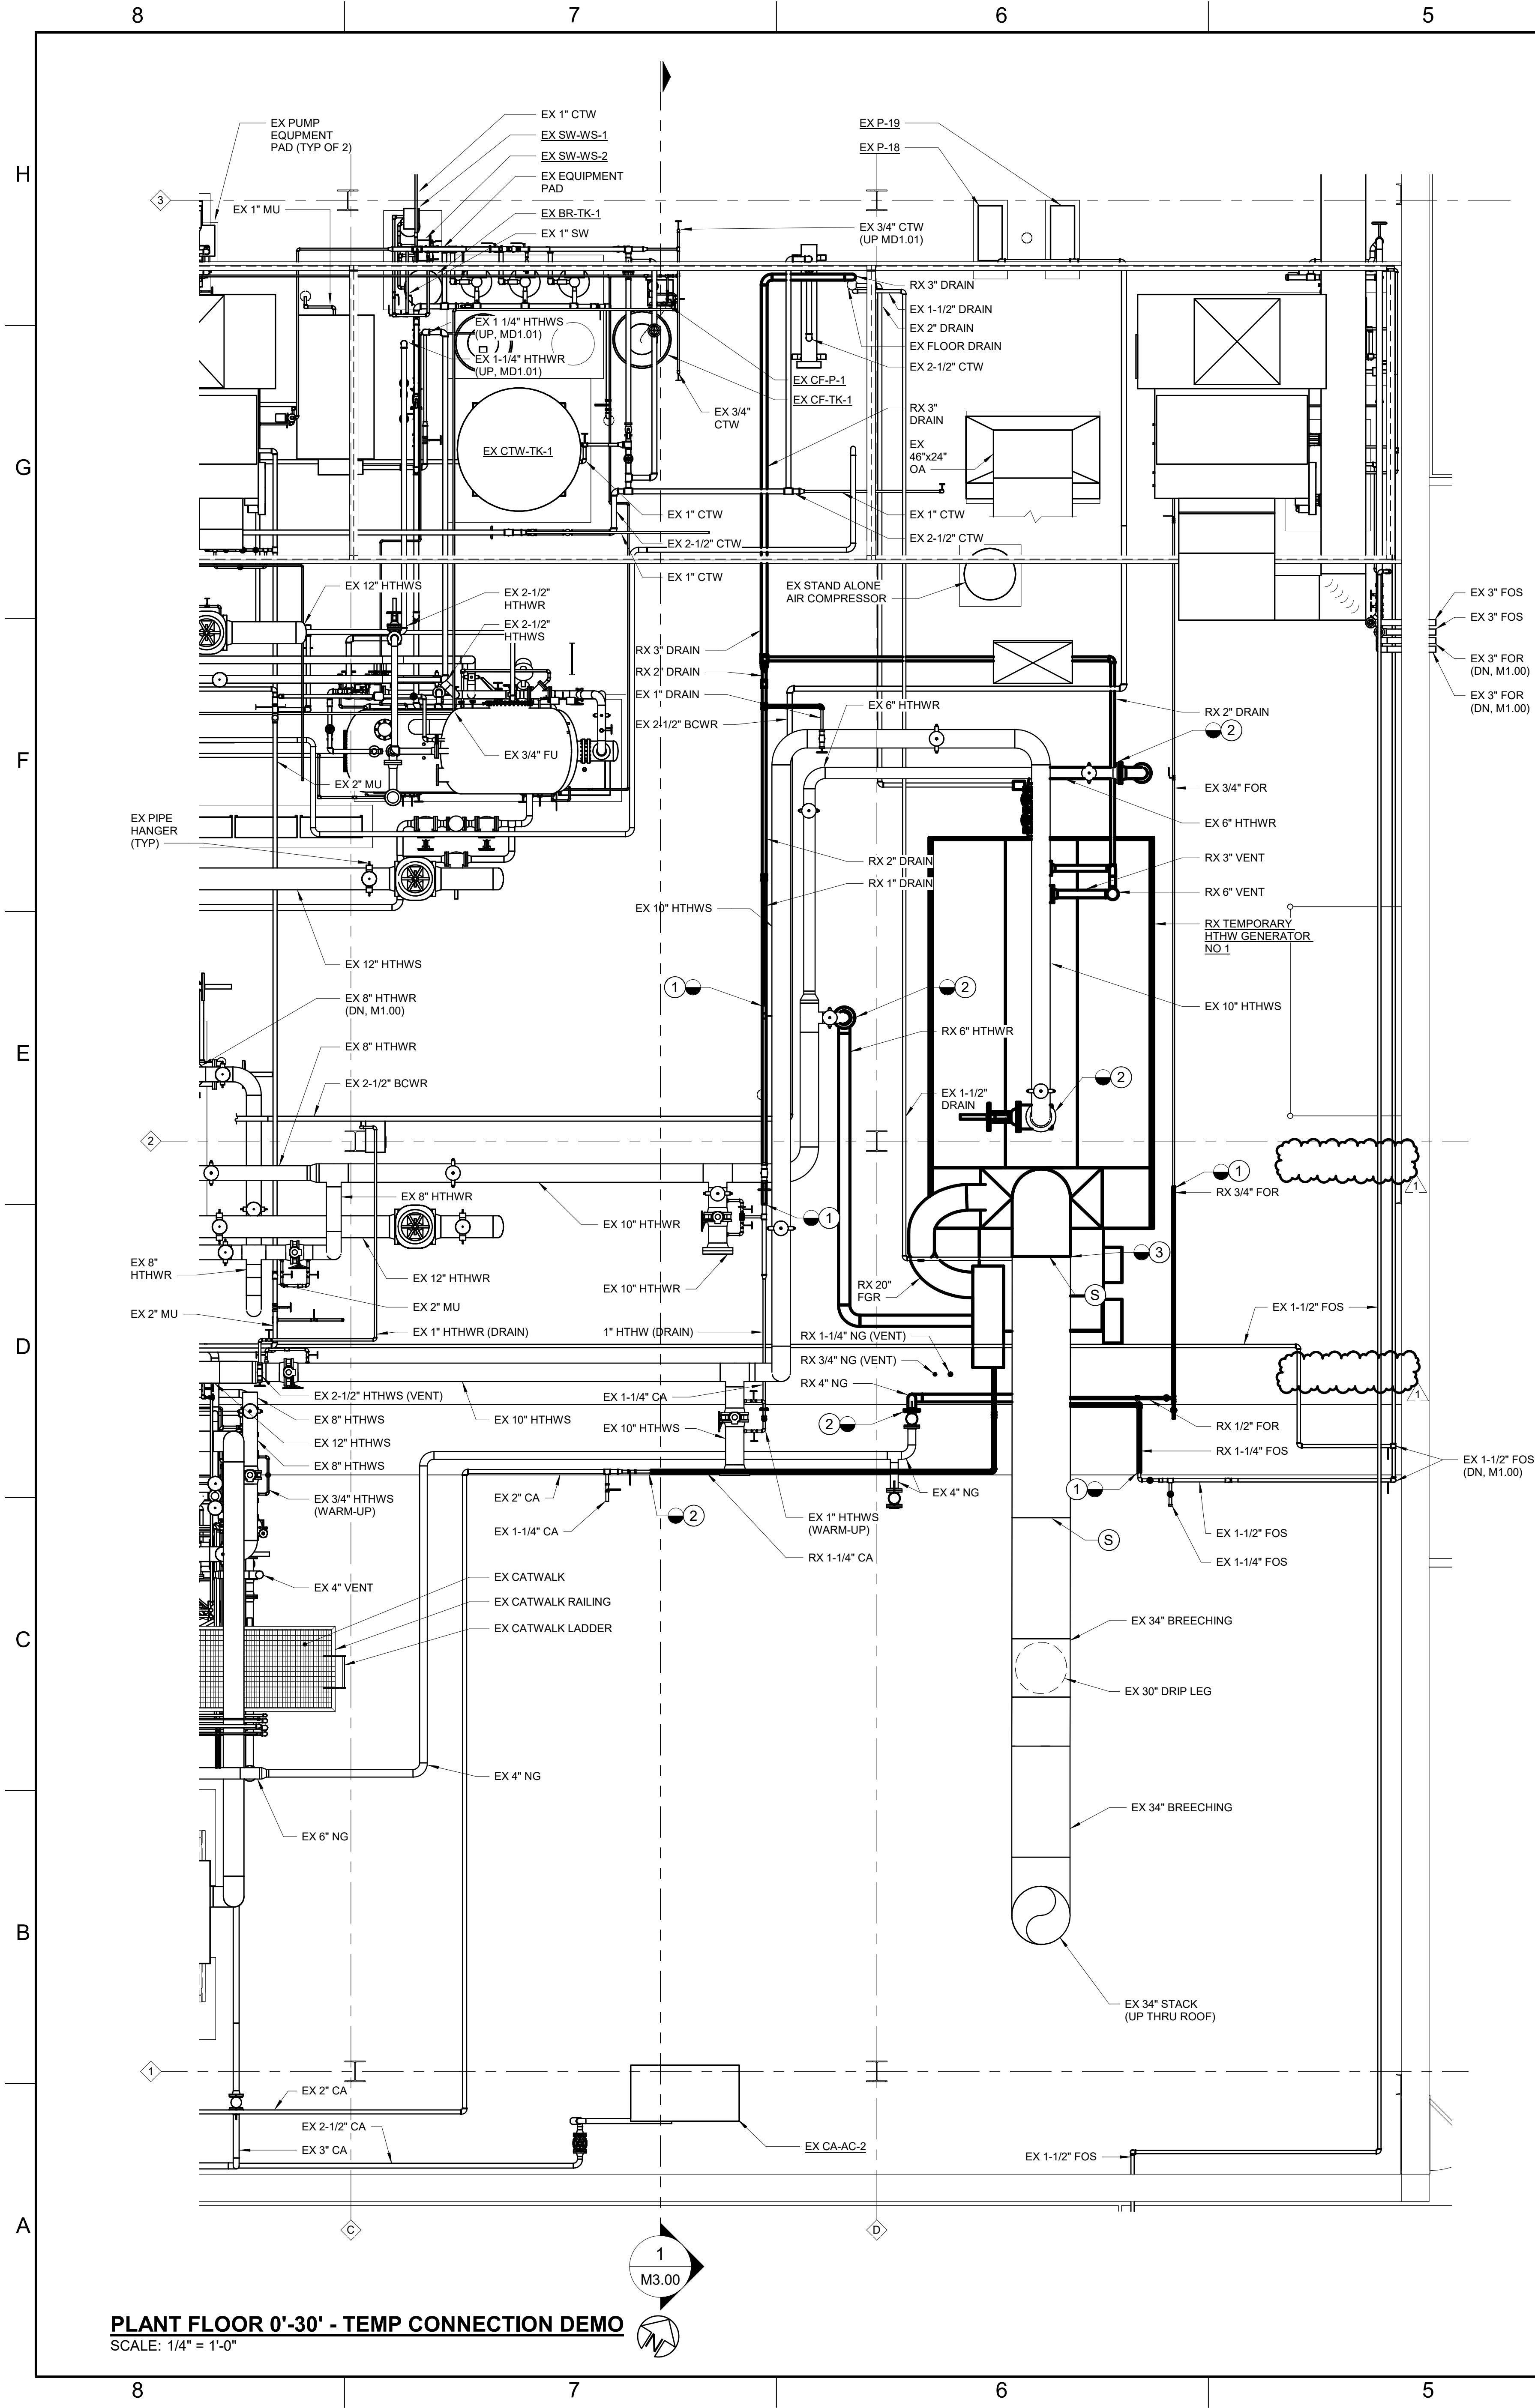 8
7
6
5
H
G
F
E
D
C
B
A
EX PUMP
EQUPMENT
PAD (TYP OF 2)
EX 1" CTW
EX SW-WS-1
EX SW-WS-2
EX EQUIPMENT
PAD
EX BR-TK-1
EX 1" SW
EX P-19
EX P-18
3
EX 1" MU
EX 3/4" CTW
(UP MD1.01)
RX 3" DRAIN
EX 1-1/2" DRAIN
EX 2" DRAIN
EX FLOOR DRAIN
EX 2-1/2" CTW
EX 1 1/4" HTHWS
(UP, MD1.01)
EX 1-1/4" HTHWR
(UP, MD1.01)
EX CF-P-1
EX CF-TK-1
EX 3/4"
CTW
RX 3"
DRAIN
EX
46"x24"
OA
EX CTW-TK-1
EX 1" CTW
EX 1" CTW
EX 2-1/2" CTW
EX 2-1/2" CTW
EX 1" CTW
EX STAND ALONE
AIR COMPRESSOR
EX 12" HTHWS
EX 2-1/2"
HTHWR
EX 2-1/2"
HTHWS
EX 3" FOS
EX 3" FOS
EX 3" FOR
(DN, M1.00)
EX 3" FOR
(DN, M1.00)
RX 3" DRAIN
RX 2" DRAIN
EX 1" DRAIN
EX 6" HTHWR
EX 2-1/2" BCWR
RX 2" DRAIN
2
EX 3/4" FU
EX 2" MU
EX 3/4" FOR
EX PIPE
HANGER
(TYP)
EX 6" HTHWR
RX 2" DRAIN
RX 3" VENT
RX 1" DRAIN
RX 6" VENT
EX 10" HTHWS
RX TEMPORARY
HTHW GENERATOR
NO 1
EX 12" HTHWS
1
2
EX 8" HTHWR
(DN, M1.00)
EX 10" HTHWS
RX 6" HTHWR
EX 8" HTHWR
EX 2-1/2" BCWR
EX 1-1/2"
DRAIN
2
2
1
RX 3/4" FOR
1
EX 8" HTHWR
EX 10" HTHWR
1
EX 8"
HTHWR
EX 12" HTHWR
EX 10" HTHWR
3
RX 20"
FGR
S
EX 2" MU
EX 2" MU
EX 1-1/2" FOS
EX 1" HTHWR (DRAIN)
1" HTHW (DRAIN)
RX 1-1/4" NG (VENT)
RX 3/4" NG (VENT)
RX 4" NG
1
EX 2-1/2" HTHWS (VENT)
EX 1-1/4" CA
EX 8" HTHWS
EX 10" HTHWS
EX 10" HTHWS
2
RX 1/2" FOR
EX 12" HTHWS
RX 1-1/4" FOS
EX 8" HTHWS
EX 1-1/2" FOS
(DN, M1.00)
EX 3/4" HTHWS
(WARM-UP)
EX 2" CA
EX 4" NG
1
2
EX 1-1/4" CA
EX 1" HTHWS
(WARM-UP)
RX 1-1/4" CA
S
EX 1-1/2" FOS
EX 1-1/4" FOS
EX 4" VENT
EX CATWALK
EX CATWALK RAILING
EX CATWALK LADDER
EX 34" BREECHING
EX 30" DRIP LEG
EX 4" NG
EX 34" BREECHING
EX 6" NG
EX 34" STACK
(UP THRU ROOF)
1
EX 2" CA
EX 2-1/2" CA
EX 3" CA
EX CA-AC-2
EX 1-1/2" FOS
C
D
1
M3.00
PLANT FLOOR 0'-30' - TEMP CONNECTION DEMO
SCALE: 1/4" = 1'-0"
N
8
7
6
5